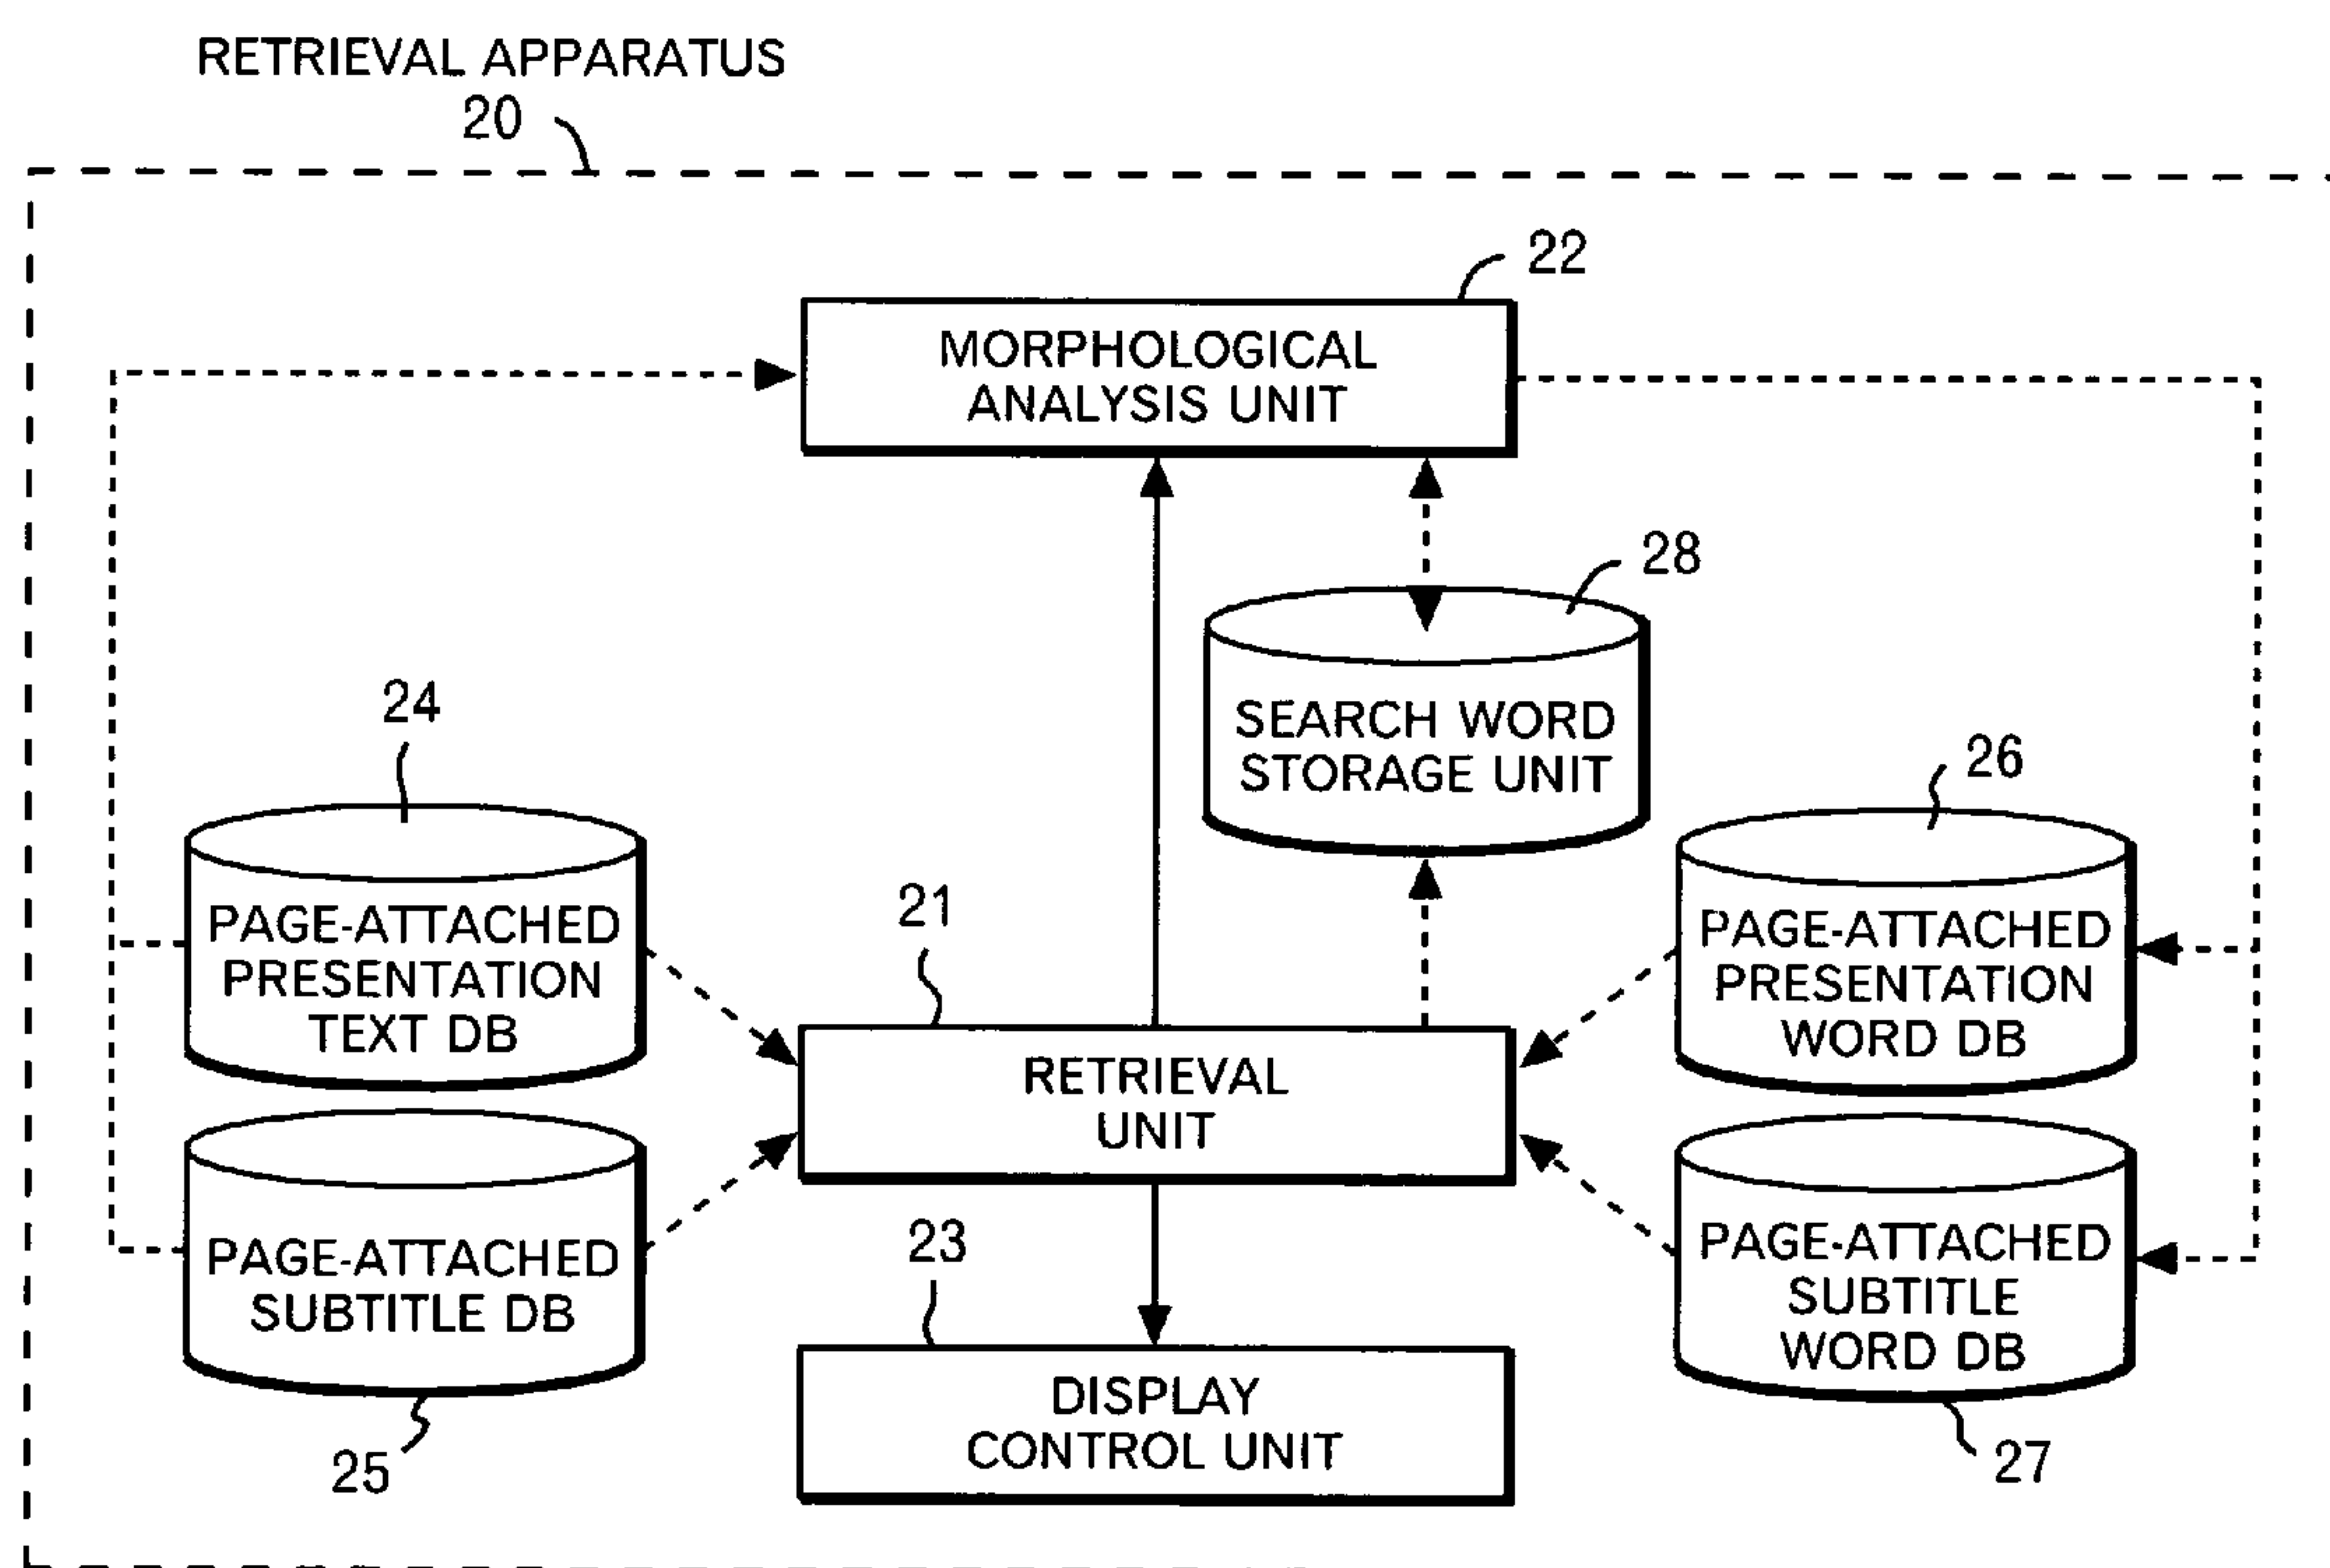 RETRIEVAL APPARATUS
20
22
MORPHOLOGICAL
ANALYSIS UNIT
28
SEARCH WORD
STORAGE UNIT
24
PAGE-ATTACHED
PRESENTATION
TEXT DB
26
PAGE-ATTACHED
PRESENTATION
WORD DB
21
RETRIEVAL
UNIT
PAGE-ATTACHED
SUBTITLE DB
25
23
DISPLAY
CONTROL UNIT
PAGE-ATTACHED
SUBTITLE
WORD DB
27